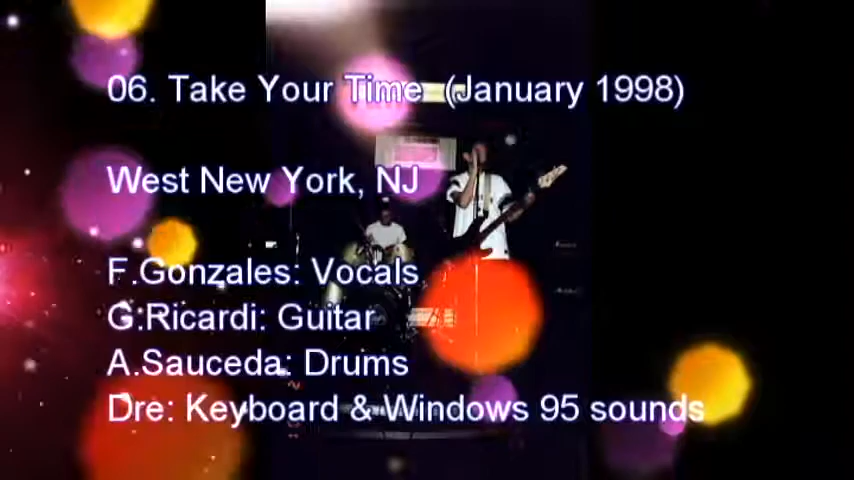 06. Take Your Time  (January 1998)
West New York, NJ
F.Gonzales: Vocals
G.Ricardi: Guitar
A.Sauceda: Drums
Dre: Keyboard & Windows 95 sounds